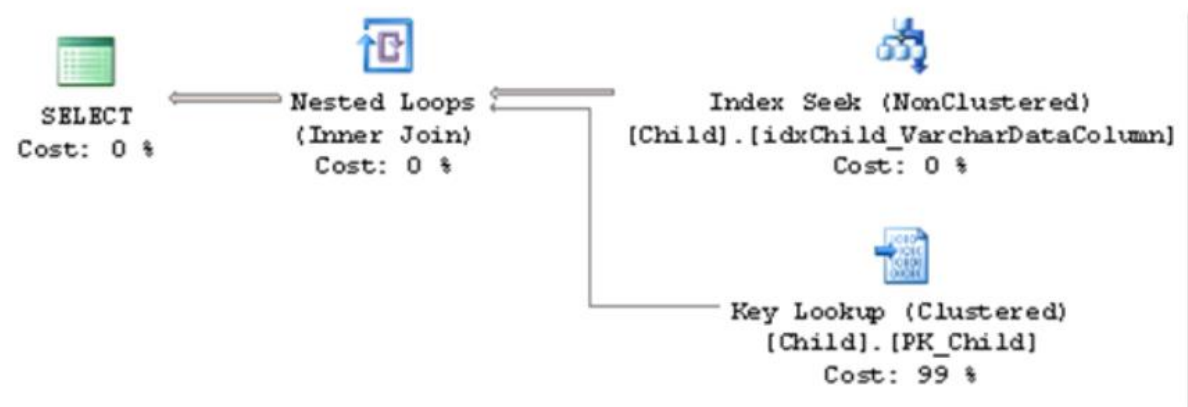 SELECT
Cost: 0 %
Nested Loops
(Inner Join)
Cost: 0 %
Index Seek (NonClustered)
[Child].[idxChild_VarcharDataColumn]
Cost: 0 %
Key Lookup (Clustered)
[Child].[PK_Child]
Cost: 99 %